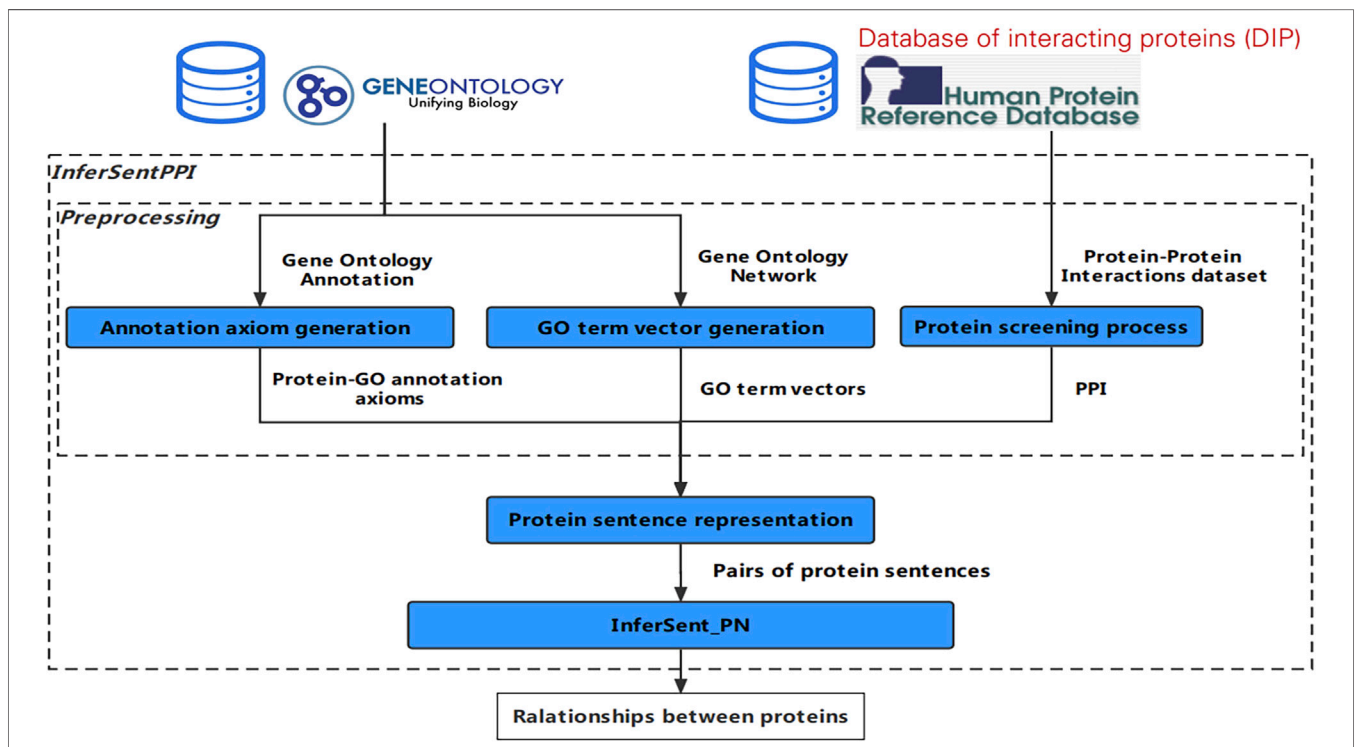 Database of interacting proteins (DIP)
GENEONTOLOGY
Unifying Biology
Human Protein
Reference Database
InferSentPPI
Preprocessing
Gene Ontology
Annotation
Gene Ontology
Network
Protein-Protein
Interactions dataset
Annotation axiom generation
GO term vector generation
Protein screening process
Protein-GO annotation
axioms
GO term vectors
PPI
Protein sentence representation
Pairs of protein sentences
InferSent_PN
Ralationships between proteins